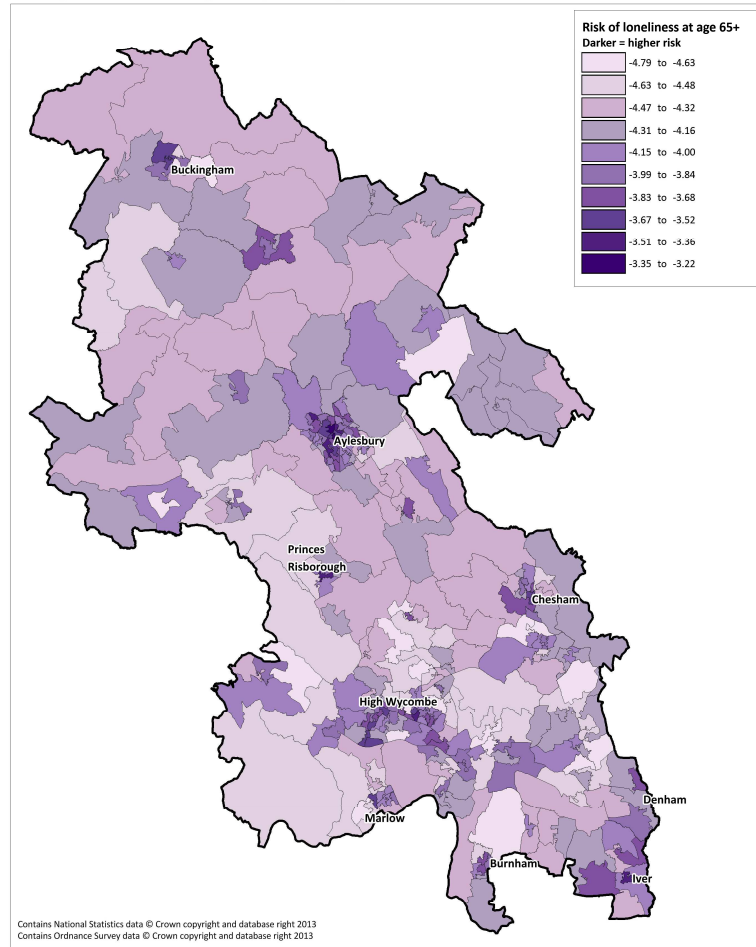 Risk of loneliness at age 65+
Darker = higher risk
-4.79 to -4.63
-4.63 to -4.48
-4.47 to -4.32
-4.31 to -4.16
-4.15 to -4.00
-3.99 to -3.84
-3.83 to -3.68
-3.67 to -3.52
-3.51 to -3.36
-3.35 to -3.22
Buckingham
Aylesbury
Princes
Risborough
Chesham
High Wycombe
Denham
Marlow
Burnham
Iver
Contains National Statistics data © Crown copyright and database right 2013
Contains Ordnance Survey data © Crown copyright and database right 2013